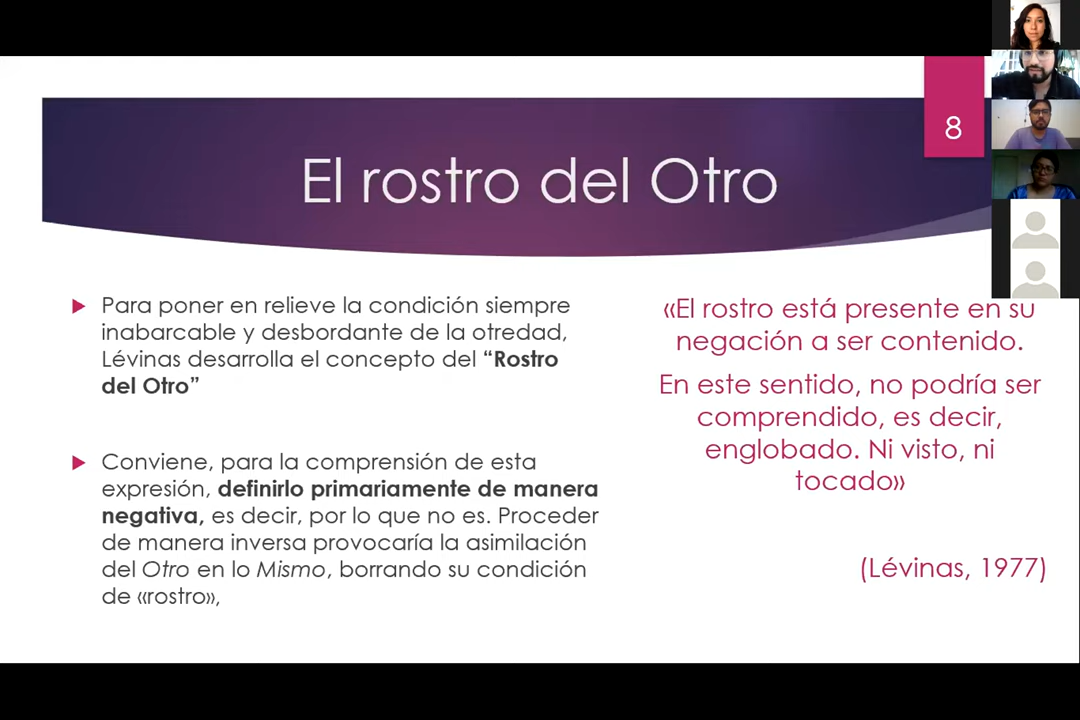 8
El rostro del Otro
Para poner en relieve la condición siempre
inabarcable y desbordante de la otredad,
Lévinas desarrolla el concepto del “Rostro
del Otro”
Conviene, para la comprensión de esta
expresión, definirlo primariamente de manera
negativa, es decir, por lo que no es. Proceder
de manera inversa provocaría la asimilación
del Otro en lo Mismo, borrando su condición
de «rostro»,
«El rostro está presente en su
negación a ser contenido.
En este sentido, no podría ser
comprendido, es decir,
englobado. Ni visto, ni
tocado»
(Lévinas, 1977)